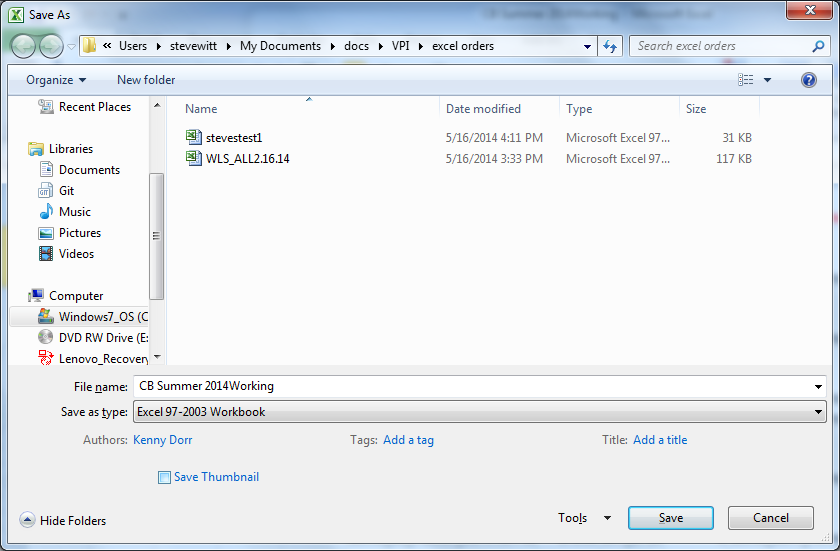 Save As
CB Summer 2014Working - Microsoft Excel
« Users stevewitt My Documents docs VPI excel orders Search excel orders
Organize New folder
Name Date modified Type Size
Recent Places
stevestest1 5/16/2014 4:11 PM Microsoft Excel 97... 31 KB
Libraries
WLS_ALL2.16.14 5/16/2014 3:33 PM Microsoft Excel 97... 117 KB
Documents
Git
Music
Pictures
Videos
Computer
Windows7_OS (C
DVD RW Drive (E:
Lenovo_Recovery
File name: CB Summer 2014Working
Save as type: Excel 97-2003 Workbook
Authors: Kenny Dorr Tags: Add a tag Title: Add a title
Save Thumbnail
Hide Folders Tools Save Cancel